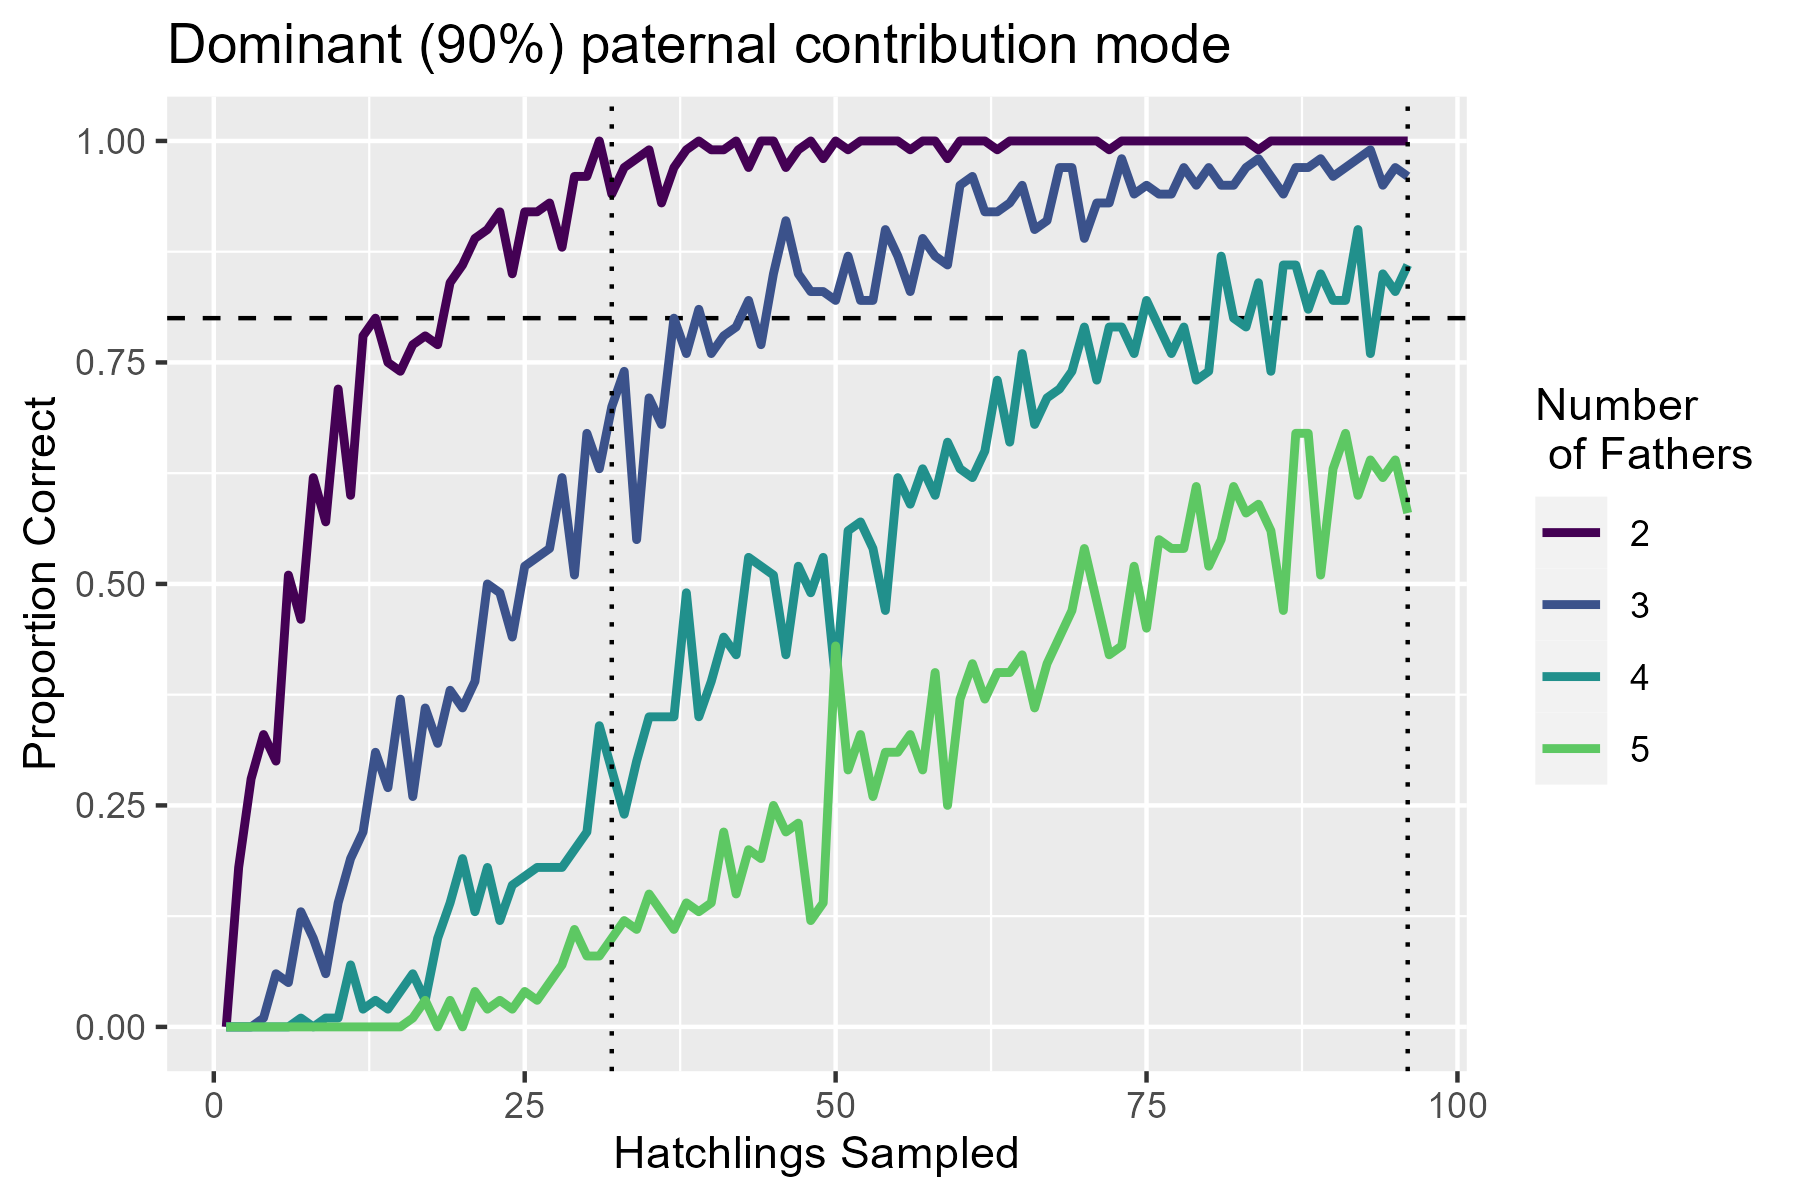 Dominant (90%) paternal contribution mode
1.00
0.75
0.50
0.25
0.00
Proportion Correct
0 25 50 75 100
Hatchlings Sampled
Number
of Fathers
2
3
4
5